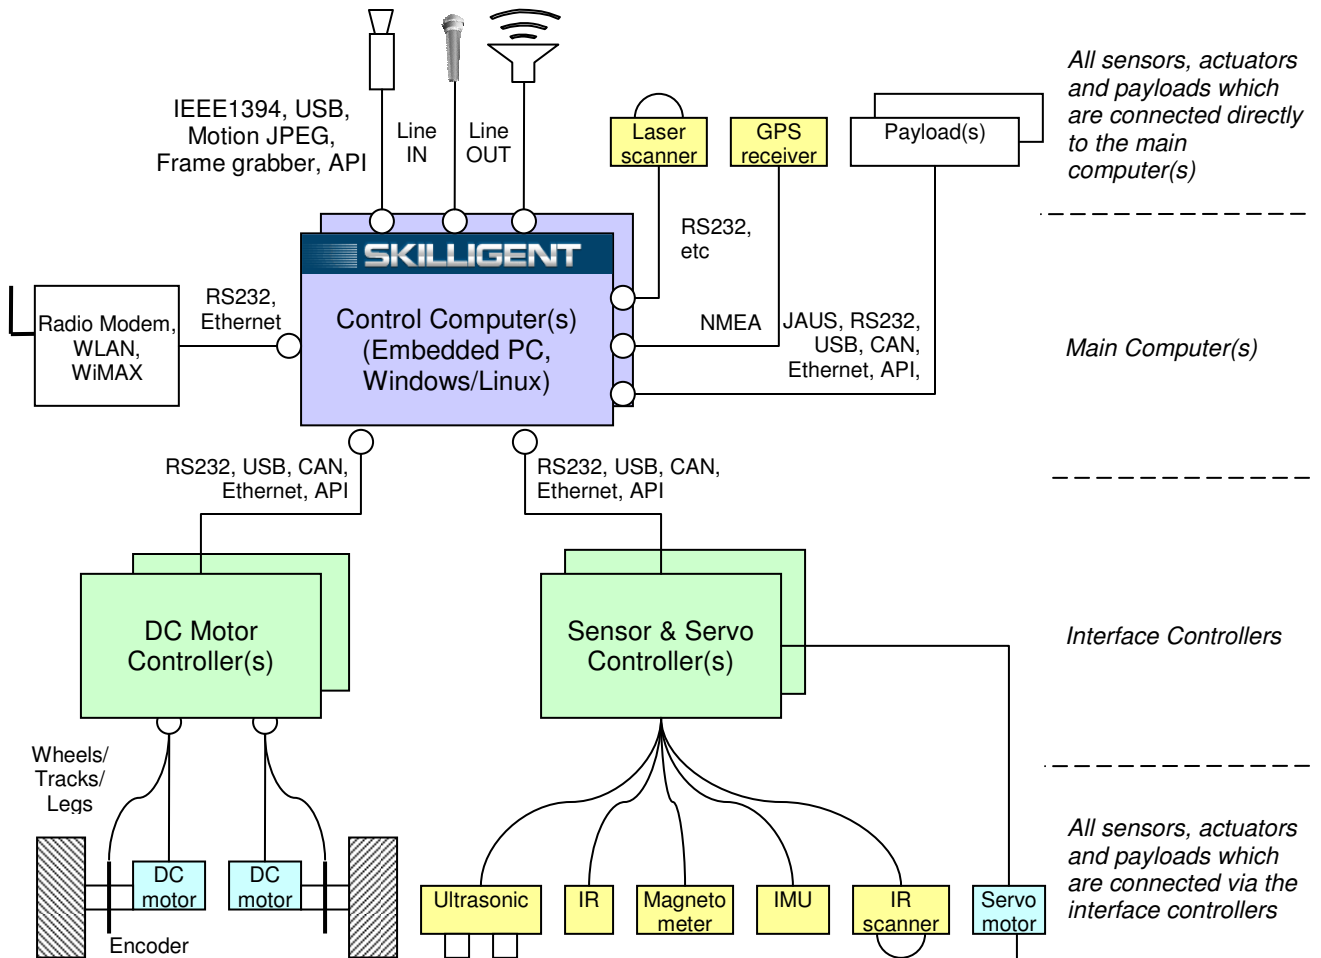 All sensors, actuators
and payloads which
are connected directly
to the main
computer(s)
IEEE1394, USB,
Motion JPEG,
Frame grabber, API
Line
IN
Line
OUT
Laser
scanner
GPS
receiver
Payload(s)
RS232,
etc
SKILLIGENT
Control Computer(s)
(Embedded PC,
Windows/Linux)
RS232,
Ethernet
Radio Modem,
WLAN,
WiMAX
NMEA
JAUS, RS232,
USB, CAN,
Ethernet, API,
Main Computer(s)
RS232, USB, CAN,
Ethernet, API
RS232, USB, CAN,
Ethernet, API
DC Motor
Controller(s)
Sensor & Servo
Controller(s)
Interface Controllers
Wheels/
Tracks/
Legs
DC
motor
DC
motor
Encoder
Ultrasonic
IR
Magneto
meter
IMU
IR
scanner
Servo
motor
All sensors, actuators
and payloads which
are connected via the
interface controllers